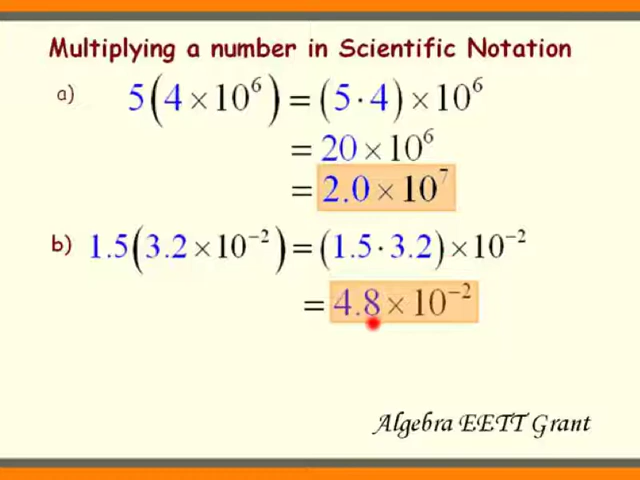 Multiplying a number in Scientific Notation
a) 5(4×10⁶) = (5·4)×10⁶
= 20×10⁶
= 2.0×10⁷
b) 1.5(3.2×10⁻²) = (1.5·3.2)×10⁻²
= 4.8×10⁻²
Algebra EETT Grant